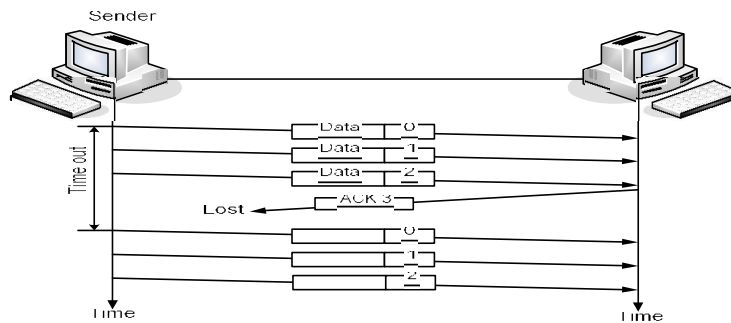 Sender
Data 0
Data 1
Data 2
Time out
ACK 3
Lost
0
1
2
Time
Time